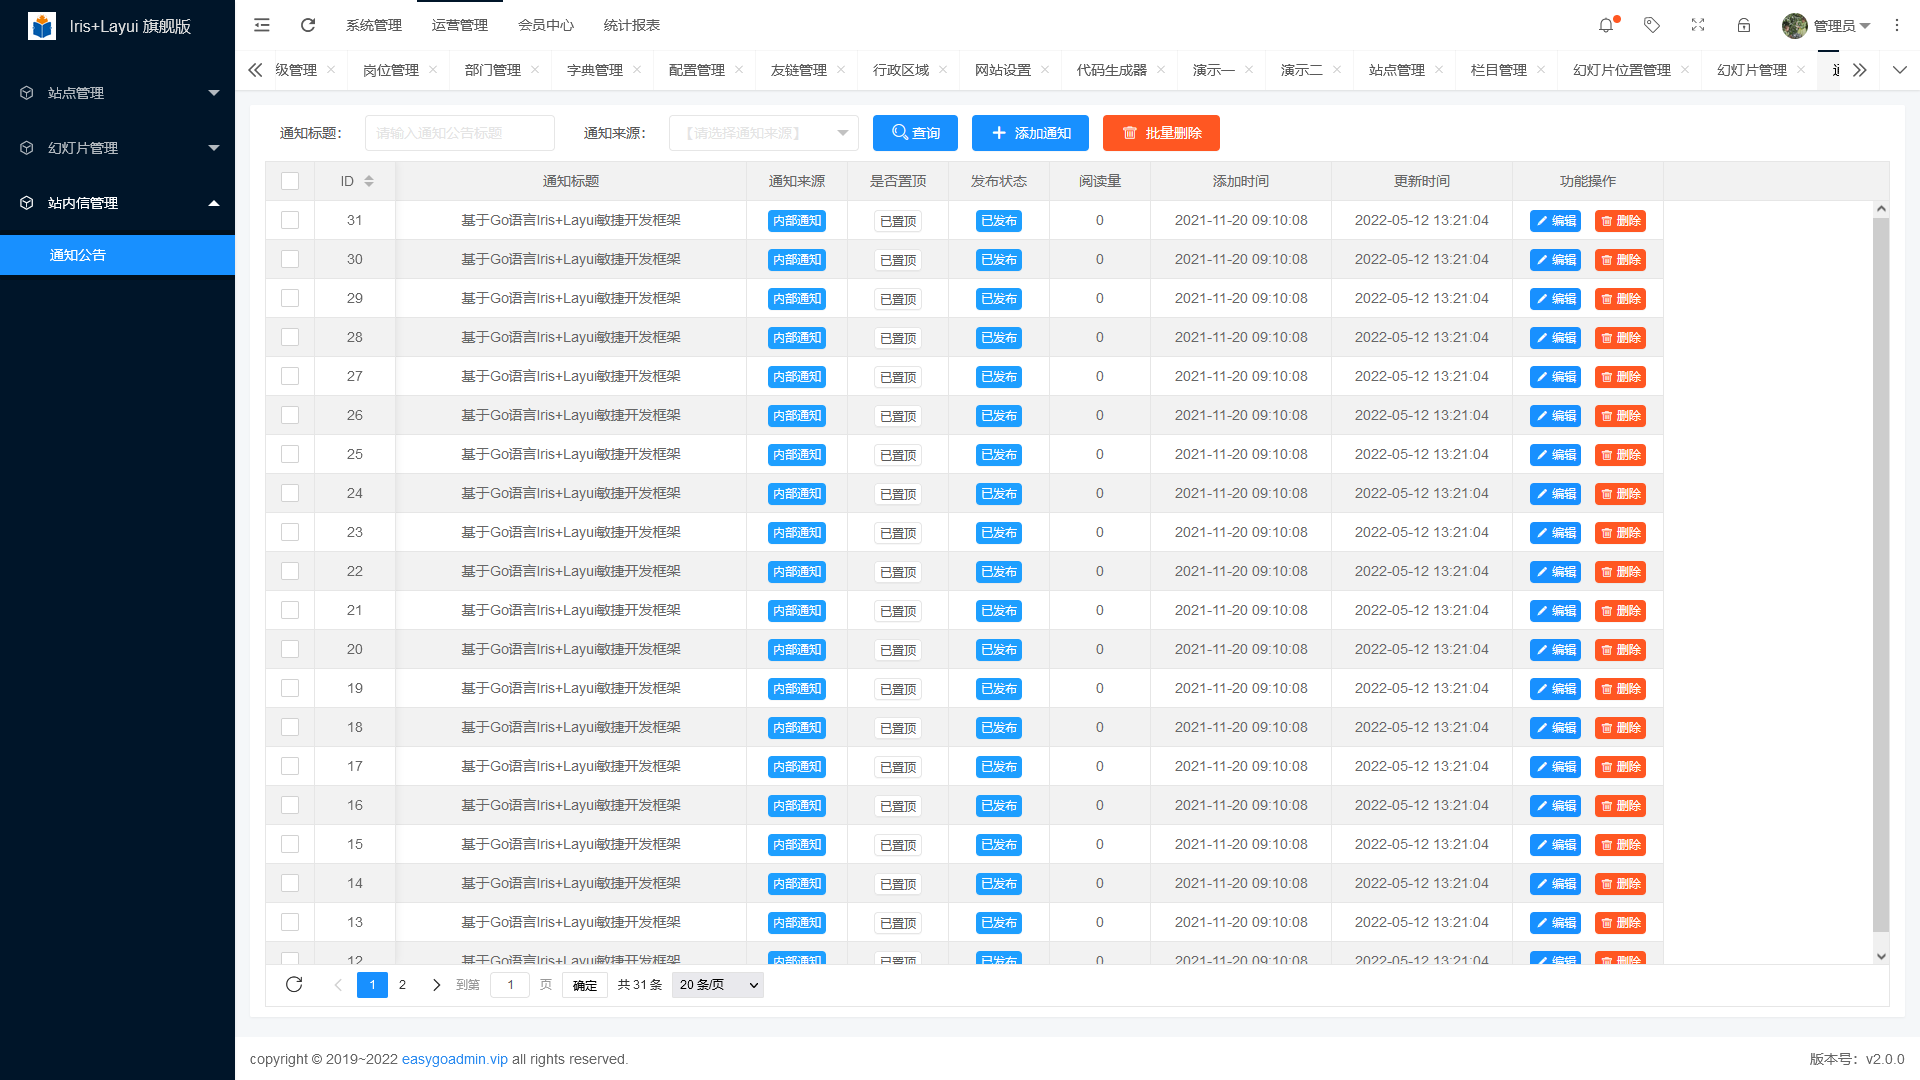 Iris+Layui 旗舰版
系统管理 运营管理 会员中心 统计报表
管理员
级管理 岗位管理 部门管理 字典管理 配置管理 友链管理 行政区域 网站设置 代码生成器 演示一 演示二 站点管理 栏目管理 幻灯片位置管理 幻灯片管理
站点管理
幻灯片管理
站内信管理
通知公告
通知标题： 请输入通知公告标题 通知来源： 【请选择通知来源】 查询 添加通知 批量删除
ID 通知标题 通知来源 是否置顶 发布状态 阅读量 添加时间 更新时间 功能操作
31 基于Go语言Iris+Layui敏捷开发框架 内部通知 已置顶 已发布 0 2021-11-20 09:10:08 2022-05-12 13:21:04 编辑 删除
30 基于Go语言Iris+Layui敏捷开发框架 内部通知 已置顶 已发布 0 2021-11-20 09:10:08 2022-05-12 13:21:04 编辑 删除
29 基于Go语言Iris+Layui敏捷开发框架 内部通知 已置顶 已发布 0 2021-11-20 09:10:08 2022-05-12 13:21:04 编辑 删除
28 基于Go语言Iris+Layui敏捷开发框架 内部通知 已置顶 已发布 0 2021-11-20 09:10:08 2022-05-12 13:21:04 编辑 删除
27 基于Go语言Iris+Layui敏捷开发框架 内部通知 已置顶 已发布 0 2021-11-20 09:10:08 2022-05-12 13:21:04 编辑 删除
26 基于Go语言Iris+Layui敏捷开发框架 内部通知 已置顶 已发布 0 2021-11-20 09:10:08 2022-05-12 13:21:04 编辑 删除
25 基于Go语言Iris+Layui敏捷开发框架 内部通知 已置顶 已发布 0 2021-11-20 09:10:08 2022-05-12 13:21:04 编辑 删除
24 基于Go语言Iris+Layui敏捷开发框架 内部通知 已置顶 已发布 0 2021-11-20 09:10:08 2022-05-12 13:21:04 编辑 删除
23 基于Go语言Iris+Layui敏捷开发框架 内部通知 已置顶 已发布 0 2021-11-20 09:10:08 2022-05-12 13:21:04 编辑 删除
22 基于Go语言Iris+Layui敏捷开发框架 内部通知 已置顶 已发布 0 2021-11-20 09:10:08 2022-05-12 13:21:04 编辑 删除
21 基于Go语言Iris+Layui敏捷开发框架 内部通知 已置顶 已发布 0 2021-11-20 09:10:08 2022-05-12 13:21:04 编辑 删除
20 基于Go语言Iris+Layui敏捷开发框架 内部通知 已置顶 已发布 0 2021-11-20 09:10:08 2022-05-12 13:21:04 编辑 删除
19 基于Go语言Iris+Layui敏捷开发框架 内部通知 已置顶 已发布 0 2021-11-20 09:10:08 2022-05-12 13:21:04 编辑 删除
18 基于Go语言Iris+Layui敏捷开发框架 内部通知 已置顶 已发布 0 2021-11-20 09:10:08 2022-05-12 13:21:04 编辑 删除
17 基于Go语言Iris+Layui敏捷开发框架 内部通知 已置顶 已发布 0 2021-11-20 09:10:08 2022-05-12 13:21:04 编辑 删除
16 基于Go语言Iris+Layui敏捷开发框架 内部通知 已置顶 已发布 0 2021-11-20 09:10:08 2022-05-12 13:21:04 编辑 删除
15 基于Go语言Iris+Layui敏捷开发框架 内部通知 已置顶 已发布 0 2021-11-20 09:10:08 2022-05-12 13:21:04 编辑 删除
14 基于Go语言Iris+Layui敏捷开发框架 内部通知 已置顶 已发布 0 2021-11-20 09:10:08 2022-05-12 13:21:04 编辑 删除
13 基于Go语言Iris+Layui敏捷开发框架 内部通知 已置顶 已发布 0 2021-11-20 09:10:08 2022-05-12 13:21:04 编辑 删除
12 基于Go语言Iris+Layui敏捷开发框架 内部通知 已置顶 已发布 0 2021-11-20 09:10:08 2022-05-12 13:21:04 编辑 删除
1 2 到第 1 页 确定 共 31 条 20 条/页
copyright © 2019~2022 easygoadmin.vip all rights reserved. 版本号：v2.0.0